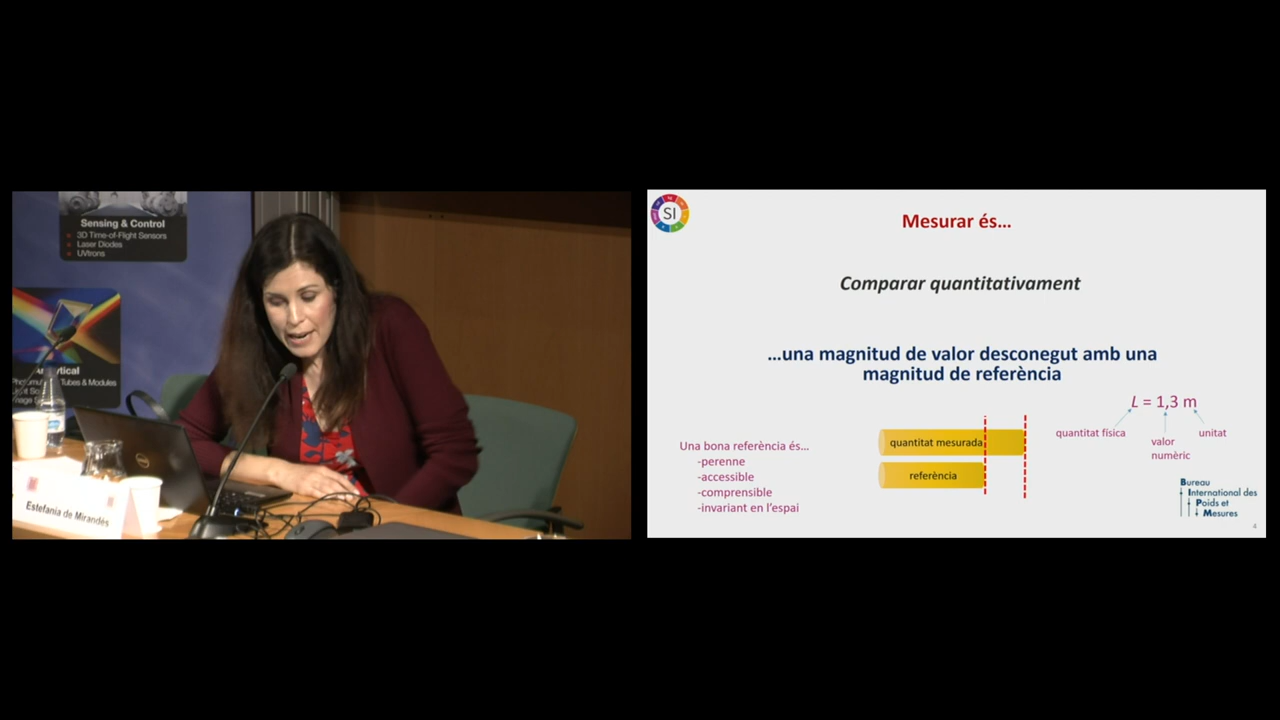 Sensing & Control
3D Time-of-Flight Sensors
Laser Diodes
UVtrons
Tubes & Modules
Estefanía de Mirandés
SI
Mesurar és...
Comparar quantitativament
...una magnitud de valor desconegut amb una
magnitud de referència
L = 1,3 m
quantitat física
valor
numèric
unitat
quantitat mesurada
referència
Una bona referència és...
-perenne
-accessible
-comprensible
-invariant en l'espai
Bureau
International des
Poids et
Mesures
4